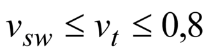 v_sw ≤ v_t ≤ 0,8